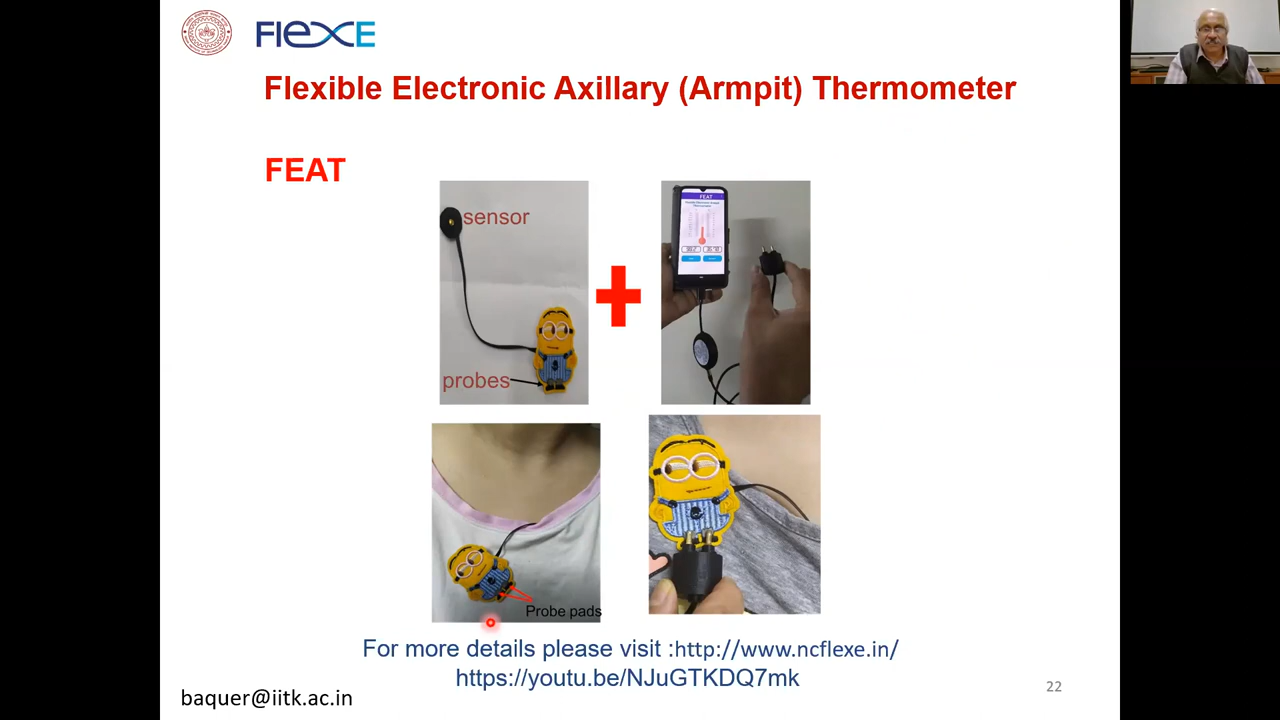 FlexE
Flexible Electronic Axillary (Armpit) Thermometer
FEAT
sensor
probes
FEAT
Probe pads
For more details please visit :http://www.ncflexe.in/
https://youtu.be/NJuGTKDQ7mk
baquer@iitk.ac.in
22